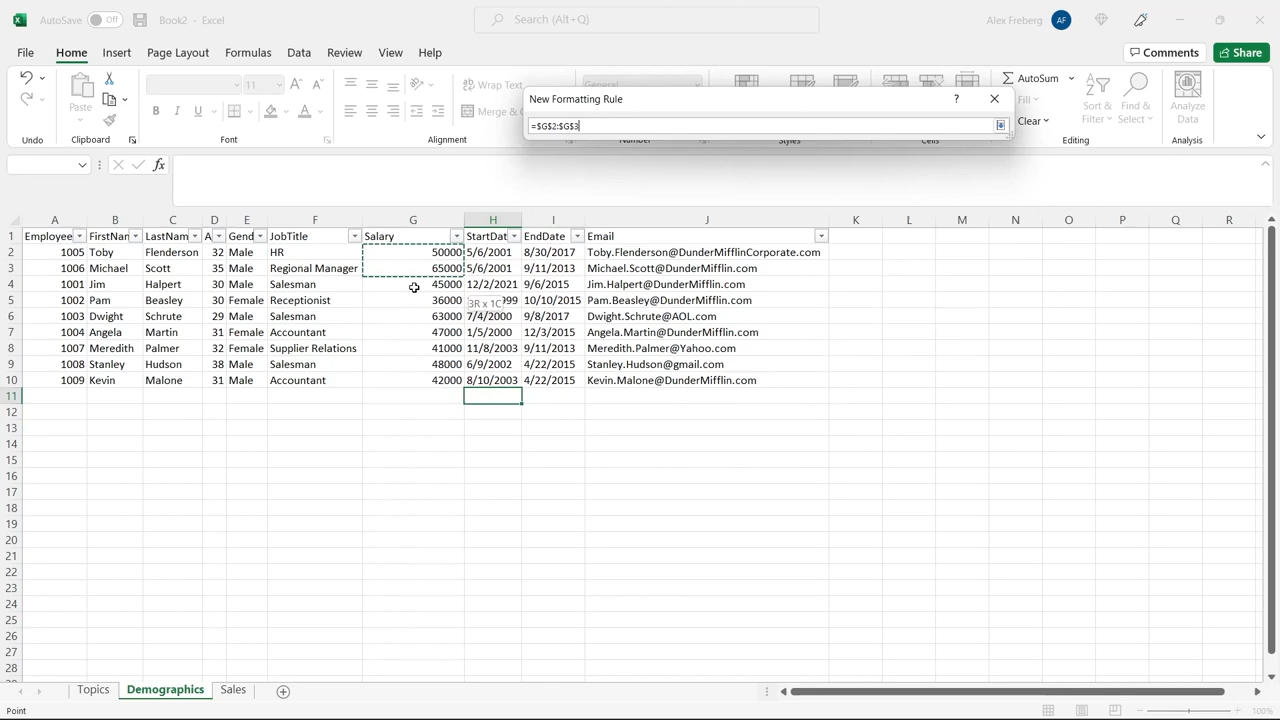 AutoSave Off Book2 - Excel Search (Alt+Q) Alex Freberg AF
File Home Insert Page Layout Formulas Data Review View Help Comments Share
11 Wrap Text General AutoSum
Paste B I U Merge & Fill Sort & Filter Find & Select Analyze Data
Clear
Undo Clipboard Font Alignment Number Styles Cells Editing Analysis
New Formatting Rule ?
=$G$2:$G$3
fx
A B C D E F G H I J K L M N O P Q R
1 Employee FirstNan LastNam A Gend JobTitle Salary StartDat EndDate Email
2 1005 Toby Flenderson 32 Male HR 50000 5/6/2001 8/30/2017 Toby.Flenderson@DunderMifflinCorporate.com
3 1006 Michael Scott 35 Male Regional Manager 65000 5/6/2001 9/11/2013 Michael.Scott@DunderMifflin.com
4 1001 Jim Halpert 30 Male Salesman 45000 12/2/2021 9/6/2015 Jim.Halpert@DunderMifflin.com
5 1002 Pam Beasley 30 Female Receptionist 36000 3R x 1C 999 10/10/2015 Pam.Beasley@DunderMifflin.com
6 1003 Dwight Schrute 29 Male Salesman 63000 7/4/2000 9/8/2017 Dwight.Schrute@AOL.com
7 1004 Angela Martin 31 Female Accountant 47000 1/5/2000 12/3/2015 Angela.Martin@DunderMifflin.com
8 1007 Meredith Palmer 32 Female Supplier Relations 41000 11/8/2003 9/11/2013 Meredith.Palmer@Yahoo.com
9 1008 Stanley Hudson 38 Male Salesman 48000 6/9/2002 4/22/2015 Stanley.Hudson@gmail.com
10 1009 Kevin Malone 31 Male Accountant 42000 8/10/2003 4/22/2015 Kevin.Malone@DunderMifflin.com
11
12
13
14
15
16
17
18
19
20
21
22
23
24
25
26
27
28
Topics Demographics Sales
Point 100%